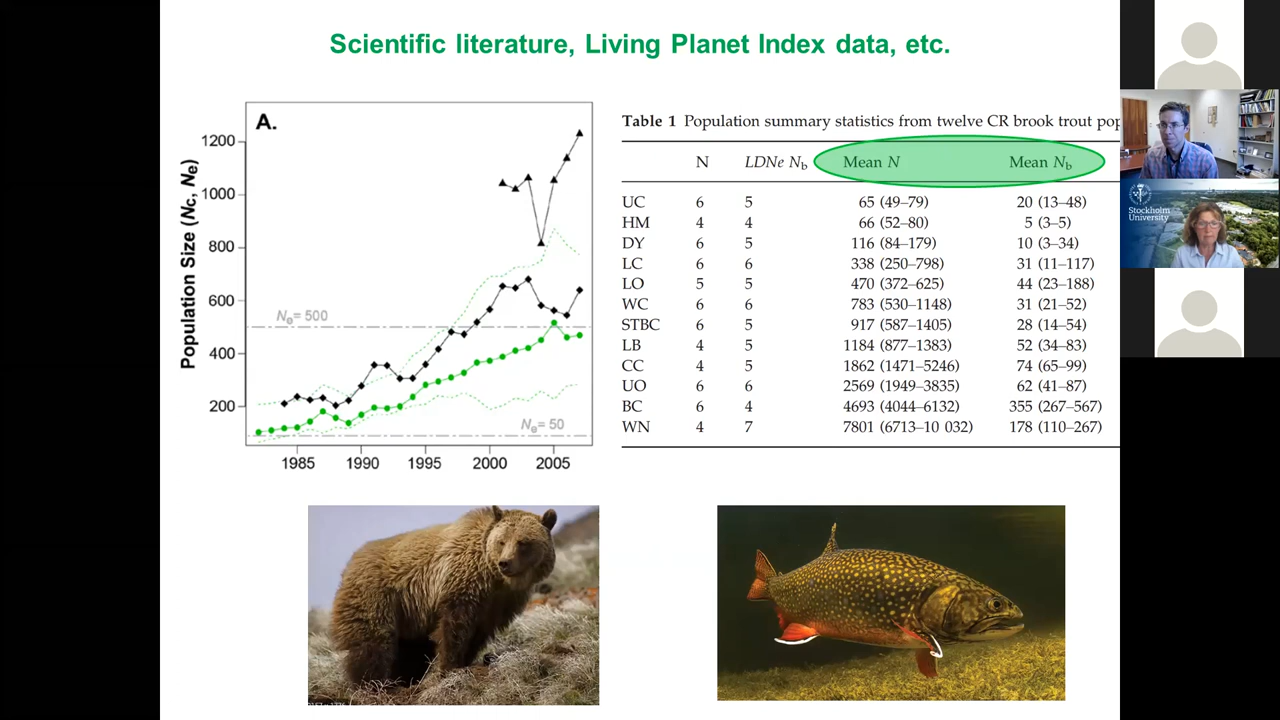 Scientific literature, Living Planet Index data, etc.
A.
Population Size (Nc, Ne)
1200
1000
800
600
400
200
Ne= 500
Ne= 50
1985 1990 1995 2000 2005
Table 1 Population summary statistics from twelve CR brook trout pop
N LDNe Nb Mean N Mean Nb
UC 6 5 65 (49–79) 20 (13–48)
HM 4 4 66 (52–80) 5 (3–5)
DY 6 5 116 (84–179) 10 (3–34)
LC 6 6 338 (250–798) 31 (11–117)
LO 5 5 470 (372–625) 44 (23–188)
WC 6 6 783 (530–1148) 31 (21–52)
STBC 6 5 917 (587–1405) 28 (14–54)
LB 4 5 1184 (877–1383) 52 (34–83)
CC 4 5 1862 (1471–5246) 74 (65–99)
UO 6 6 2569 (1949–3835) 62 (41–87)
BC 6 4 4693 (4044–6132) 355 (267–567)
WN 4 7 7801 (6713–10 032) 178 (110–267)
Stockholm
University